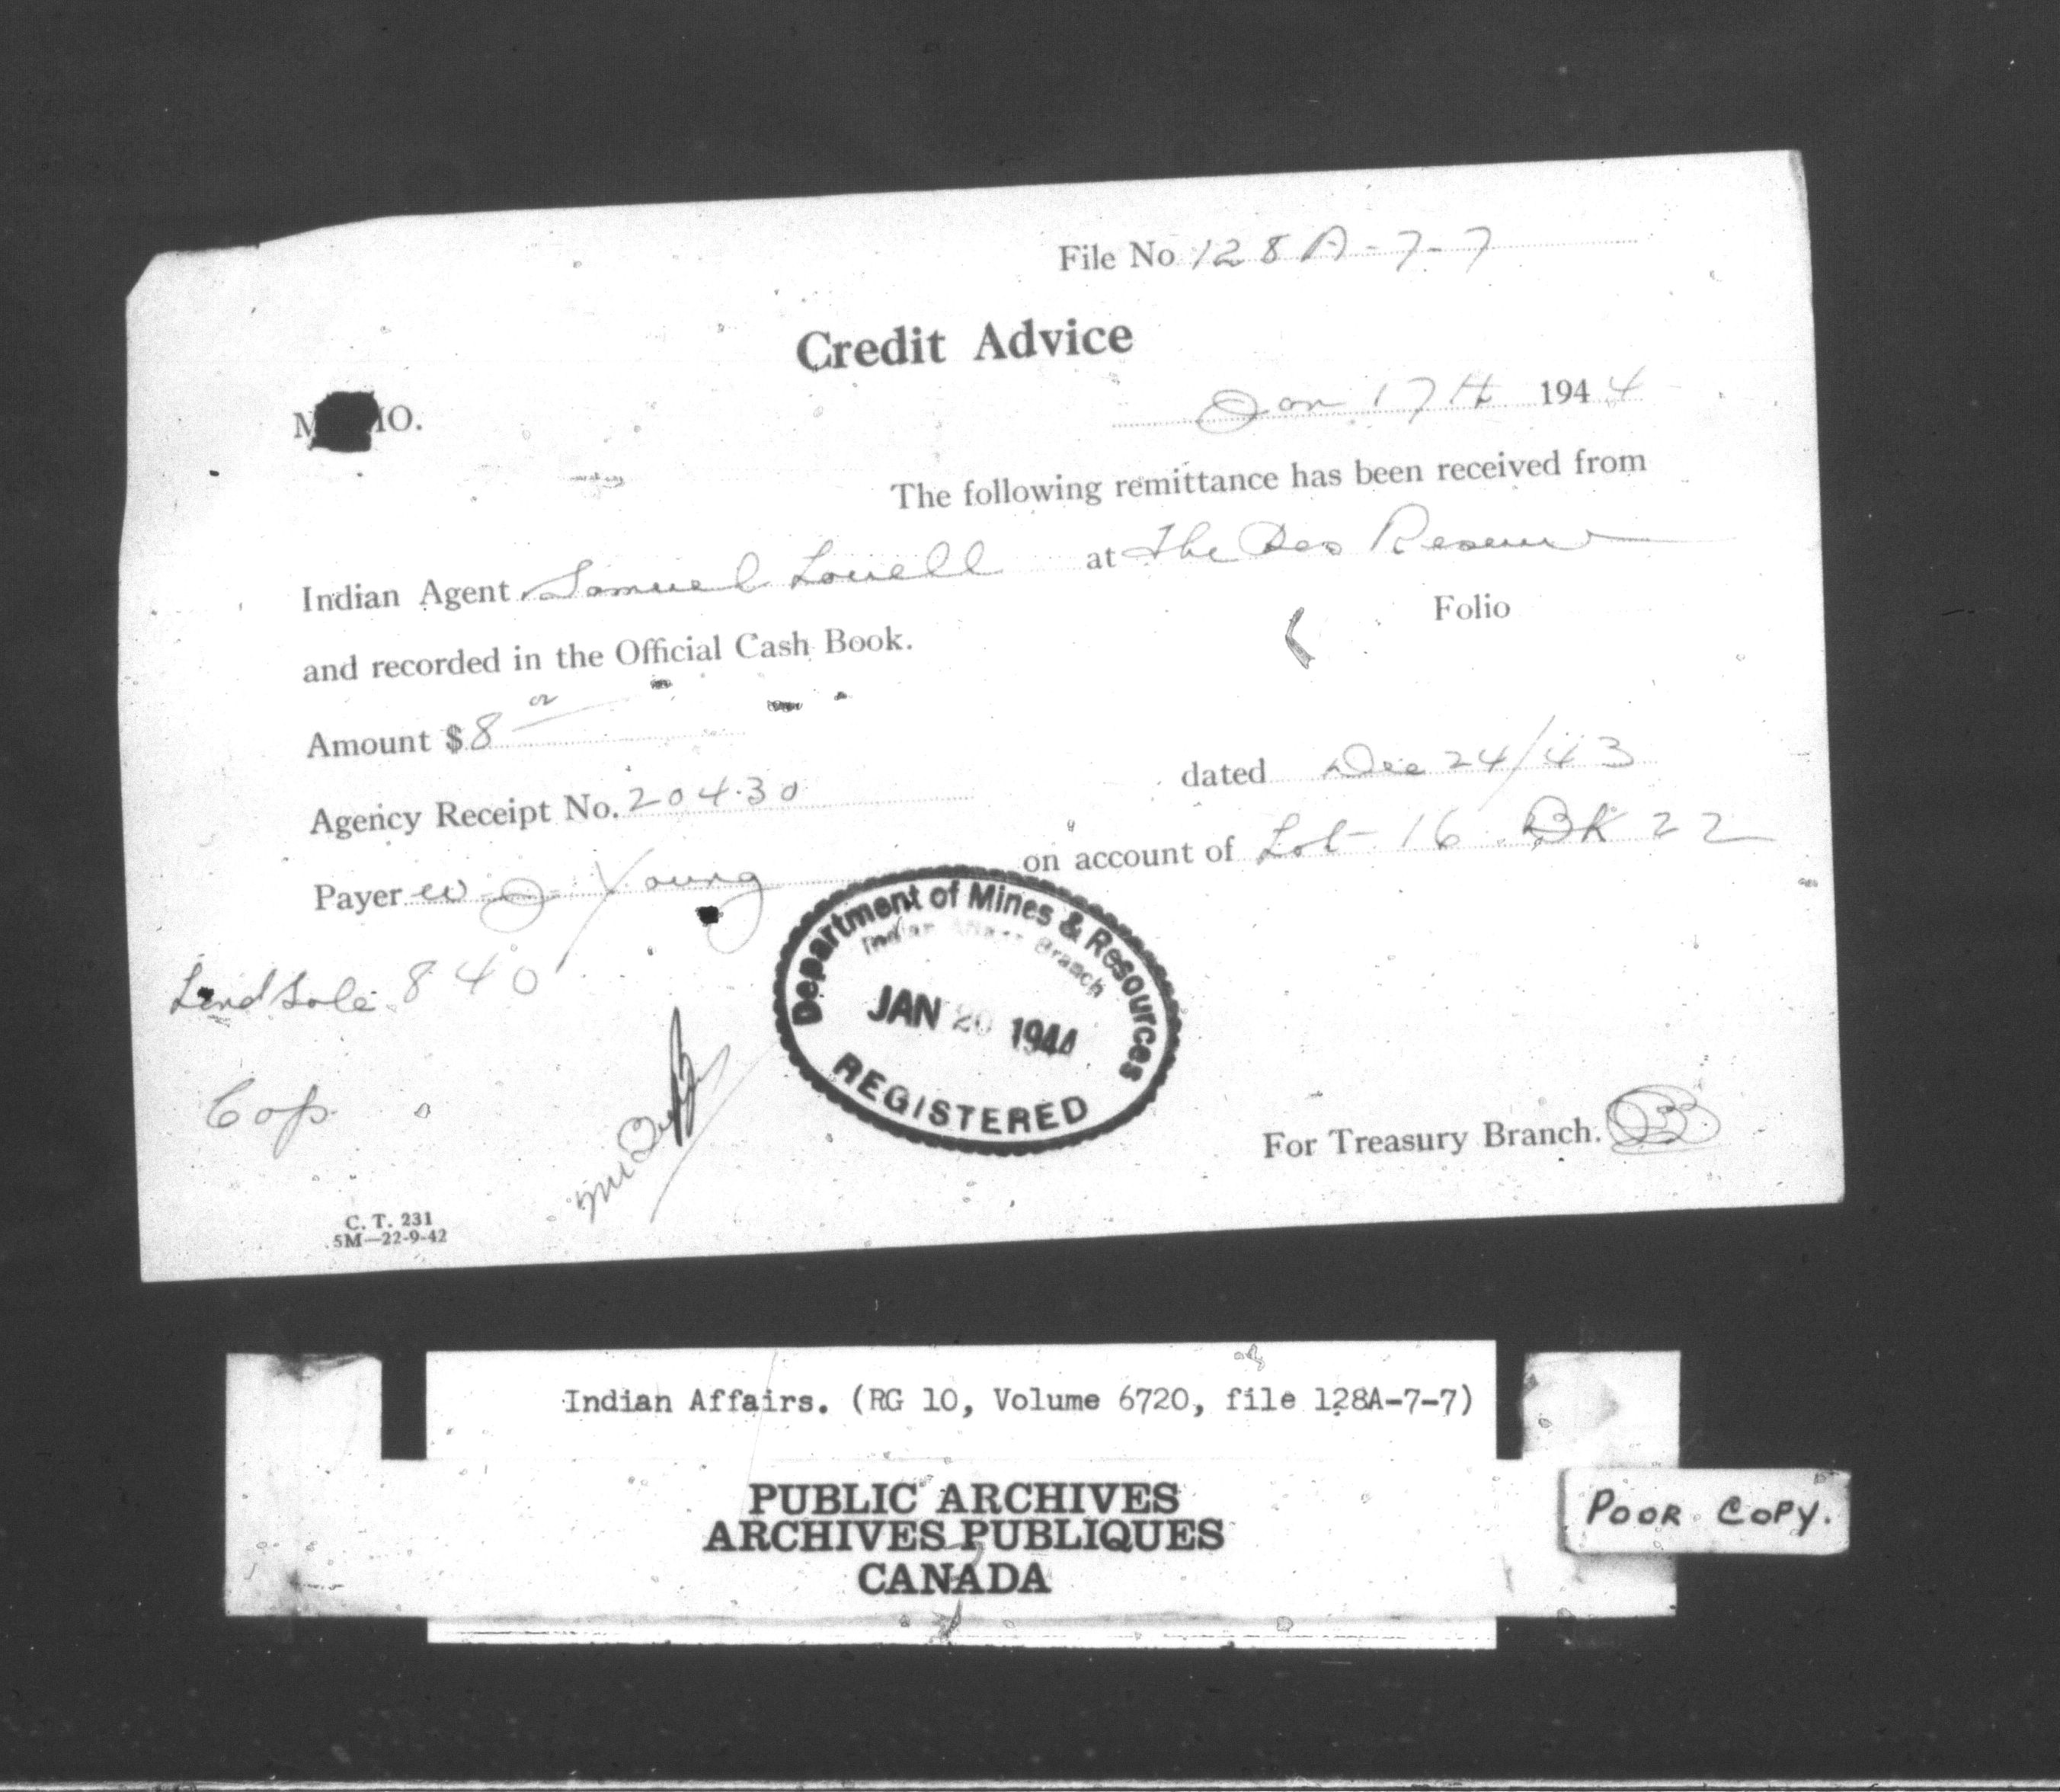 File No 128A-7-7
Credit Advice
M IO.
Jan 17th 1944
The following remittance has been received from
Indian Agent Samuel Lovell at The Pas Reserve
Folio
and recorded in the Official Cash Book.
Amount $8
Agency Receipt No. 20430 dated Dec 24/43
Payer W J Young on account of Lot 16 Bk 22
Department of Mines & Resources
Indian Affairs Branch
JAN 20 1944
REGISTERED
Land Sale 840
Cap
For Treasury Branch.
C. T. 231
5M—22-9-42
Indian Affairs. (RG 10, Volume 6720, file 128A-7-7)
PUBLIC ARCHIVES
ARCHIVES PUBLIQUES
CANADA
POOR COPY.